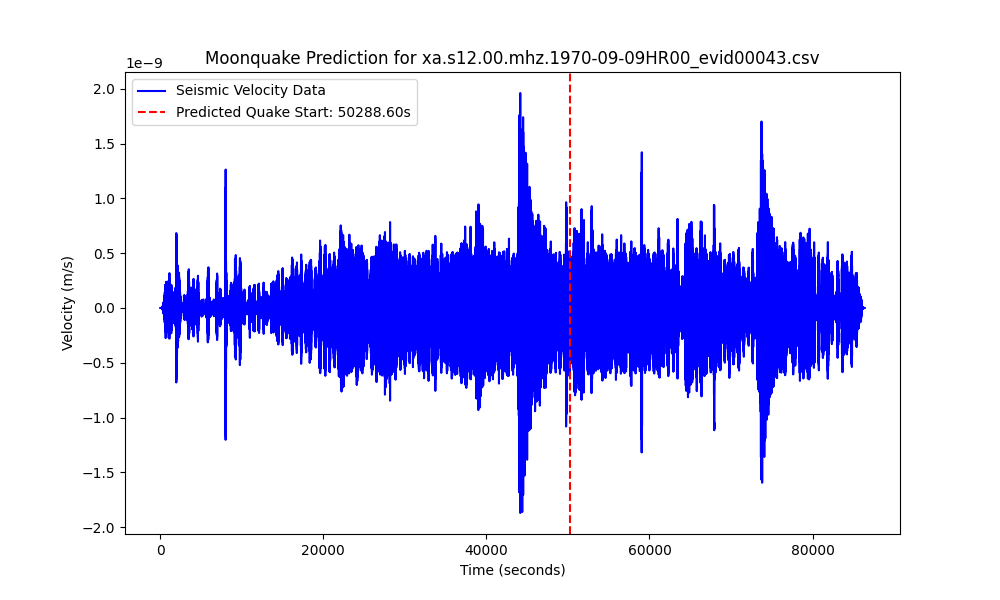 Moonquake Prediction for xa.s12.00.mhz.1970-09-09HR00_evid00043.csv
1e−9
Seismic Velocity Data
Predicted Quake Start: 50288.60s
2.0
1.5
1.0
0.5
0.0
−0.5
−1.0
−1.5
−2.0
Velocity (m/s)
0 20000 40000 60000 80000
Time (seconds)